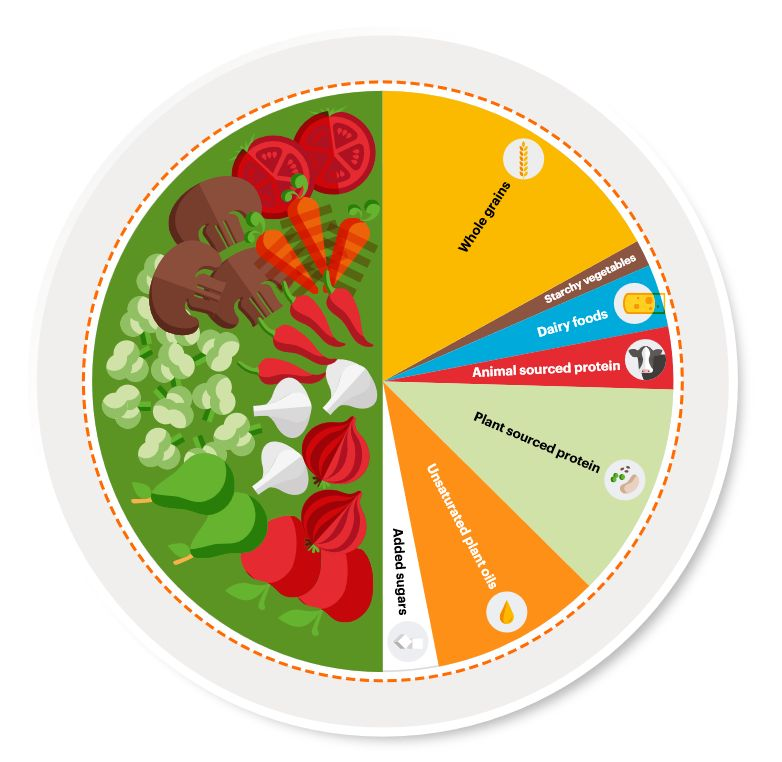 Whole grains
Starchy vegetables
Dairy foods
Animal sourced protein
Plant sourced protein
Unsaturated plant oils
Added sugars